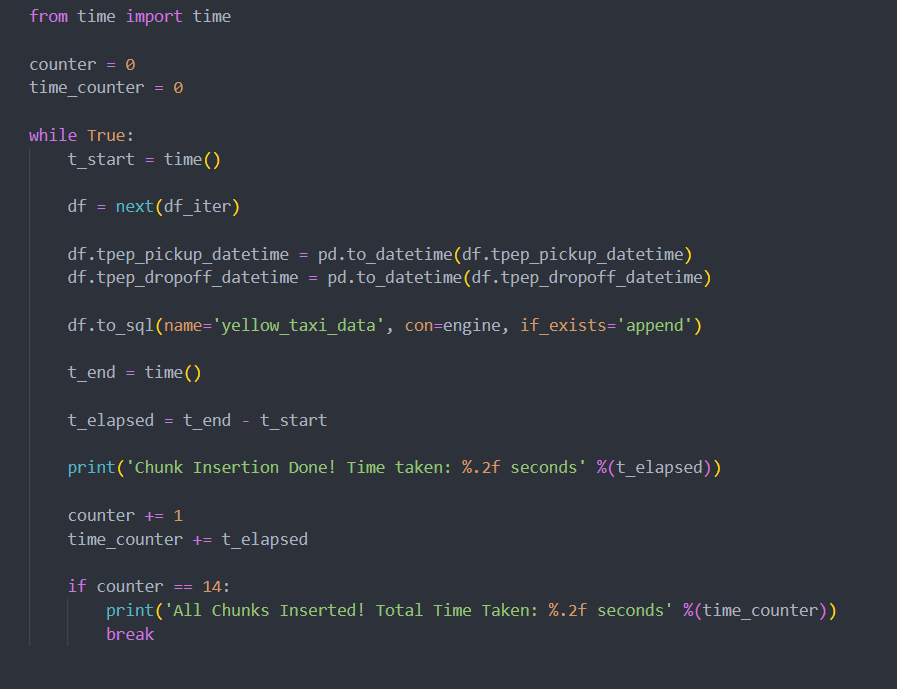 from time import time
counter = 0
time_counter = 0
while True:
t_start = time()
df = next(df_iter)
df.tpep_pickup_datetime = pd.to_datetime(df.tpep_pickup_datetime)
df.tpep_dropoff_datetime = pd.to_datetime(df.tpep_dropoff_datetime)
df.to_sql(name='yellow_taxi_data', con=engine, if_exists='append')
t_end = time()
t_elapsed = t_end - t_start
print('Chunk Insertion Done! Time taken: %.2f seconds' %(t_elapsed))
counter += 1
time_counter += t_elapsed
if counter == 14:
print('All Chunks Inserted! Total Time Taken: %.2f seconds' %(time_counter))
break